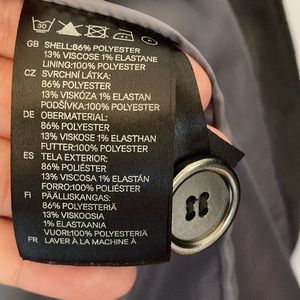 30
GB SHELL:86% POLYESTER
13% VISCOSE 1% ELASTANE
LINING:100% POLYESTER
CZ SVRCHNÍ LÁTKA:
86% POLYESTER
13% VISKÓZA 1% ELASTAN
PODŠÍVKA:100% POLYESTER
DE OBERMATERIAL:
86% POLYESTER
13% VISKOSE 1% ELASTHAN
FUTTER:100% POLYESTER
ES TELA EXTERIOR:
86% POLIÉSTER
13% VISCOSA 1% ELASTÁN
FORRO:100% POLIÉSTER
FI PÄÄLLISKANGAS:
86% POLYESTERIÄ
13% VISKOOSIA
1% ELASTAANIA
VUORI:100% POLYESTERIÄ
FR LAVER À LA MACHINE À